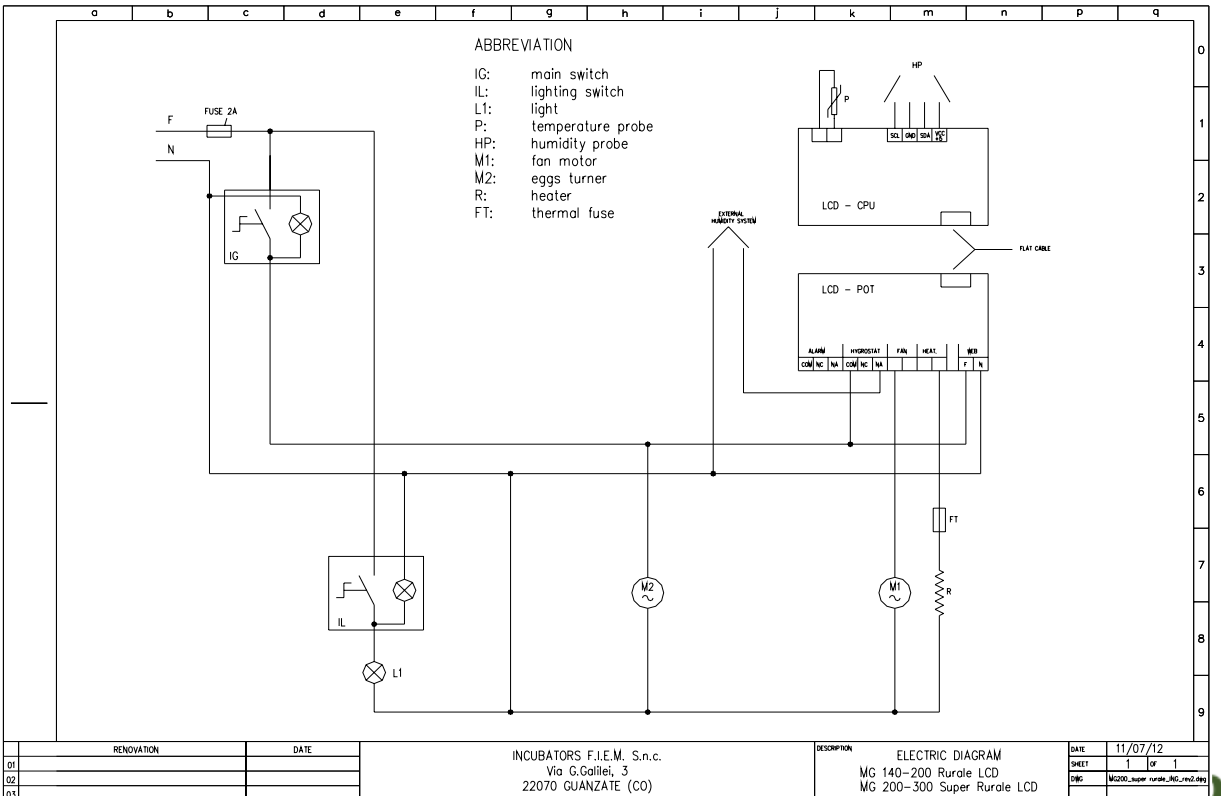 a b c d e f g h i j k m n p q
0
1
2
3
4
5
6
7
8
9
ABBREVIATION
IG: main switch
IL: lighting switch
L1: light
P: temperature probe
HP: humidity probe
M1: fan motor
M2: eggs turner
R: heater
FT: thermal fuse
F
FUSE 2A
N
IG
HP
P
SCL GND SDA VCC
+5
LCD - CPU
EXTERNAL
HUMIDITY SYSTEM
FLAT CABLE
LCD - POT
ALARM HYGROSTAT FAN HEAT. WEB
COM NC NA COM NC NA F N
FT
M2
M1
R
IL
L1
RENOVATION DATE
01
02
03
INCUBATORS F.I.E.M. S.n.c.
Via G.Galilei, 3
22070 GUANZATE (CO)
DESCRIPTION
ELECTRIC DIAGRAM
MG 140-200 Rurale LCD
MG 200-300 Super Rurale LCD
DATE 11/07/12
SHEET 1 OF 1
DWG MG200_super rurale_ING_rev2.dwg